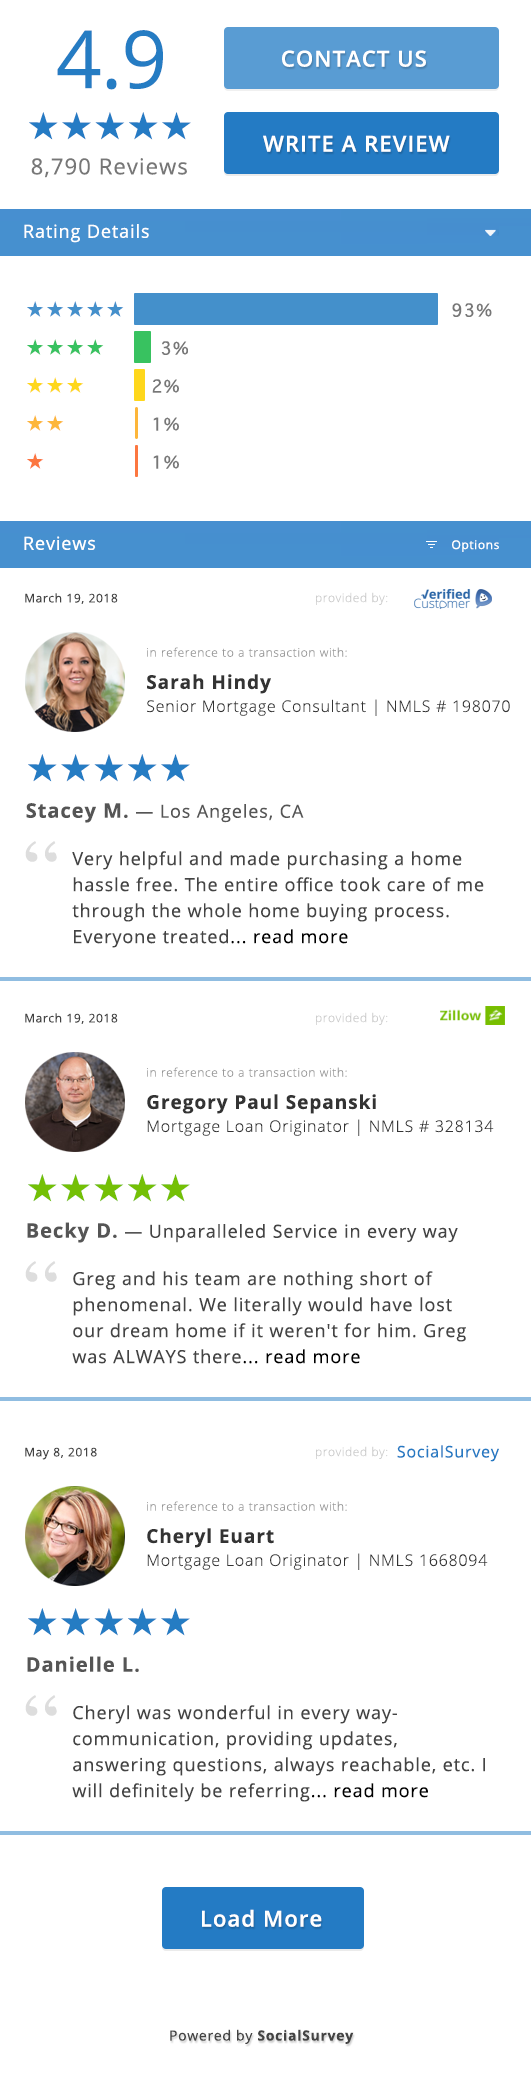 4.9
CONTACT US
8,790 Reviews
WRITE A REVIEW
Rating Details
93%
3%
2%
1%
1%
Reviews
Options
March 19, 2018
provided by:
Verified
Customer
in reference to a transaction with:
Sarah Hindy
Senior Mortgage Consultant | NMLS # 198070
Stacey M. — Los Angeles, CA
“ Very helpful and made purchasing a home
hassle free. The entire office took care of me
through the whole home buying process.
Everyone treated... read more
March 19, 2018
provided by:
Zillow
in reference to a transaction with:
Gregory Paul Sepanski
Mortgage Loan Originator | NMLS # 328134
Becky D. — Unparalleled Service in every way
“ Greg and his team are nothing short of
phenomenal. We literally would have lost
our dream home if it weren't for him. Greg
was ALWAYS there... read more
May 8, 2018
provided by: SocialSurvey
in reference to a transaction with:
Cheryl Euart
Mortgage Loan Originator | NMLS 1668094
Danielle L.
“ Cheryl was wonderful in every way-
communication, providing updates,
answering questions, always reachable, etc. I
will definitely be referring... read more
Load More
Powered by SocialSurvey